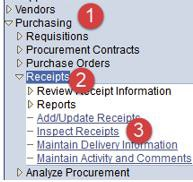 Vendors
Purchasing 1
Requisitions
Procurement Contracts
Purchase Orders
Receipts 2
Review Receipt Information
Reports
Add/Update Receipts
Inspect Receipts 3
Maintain Delivery Information
Maintain Activity and Comments
Analyze Procurement